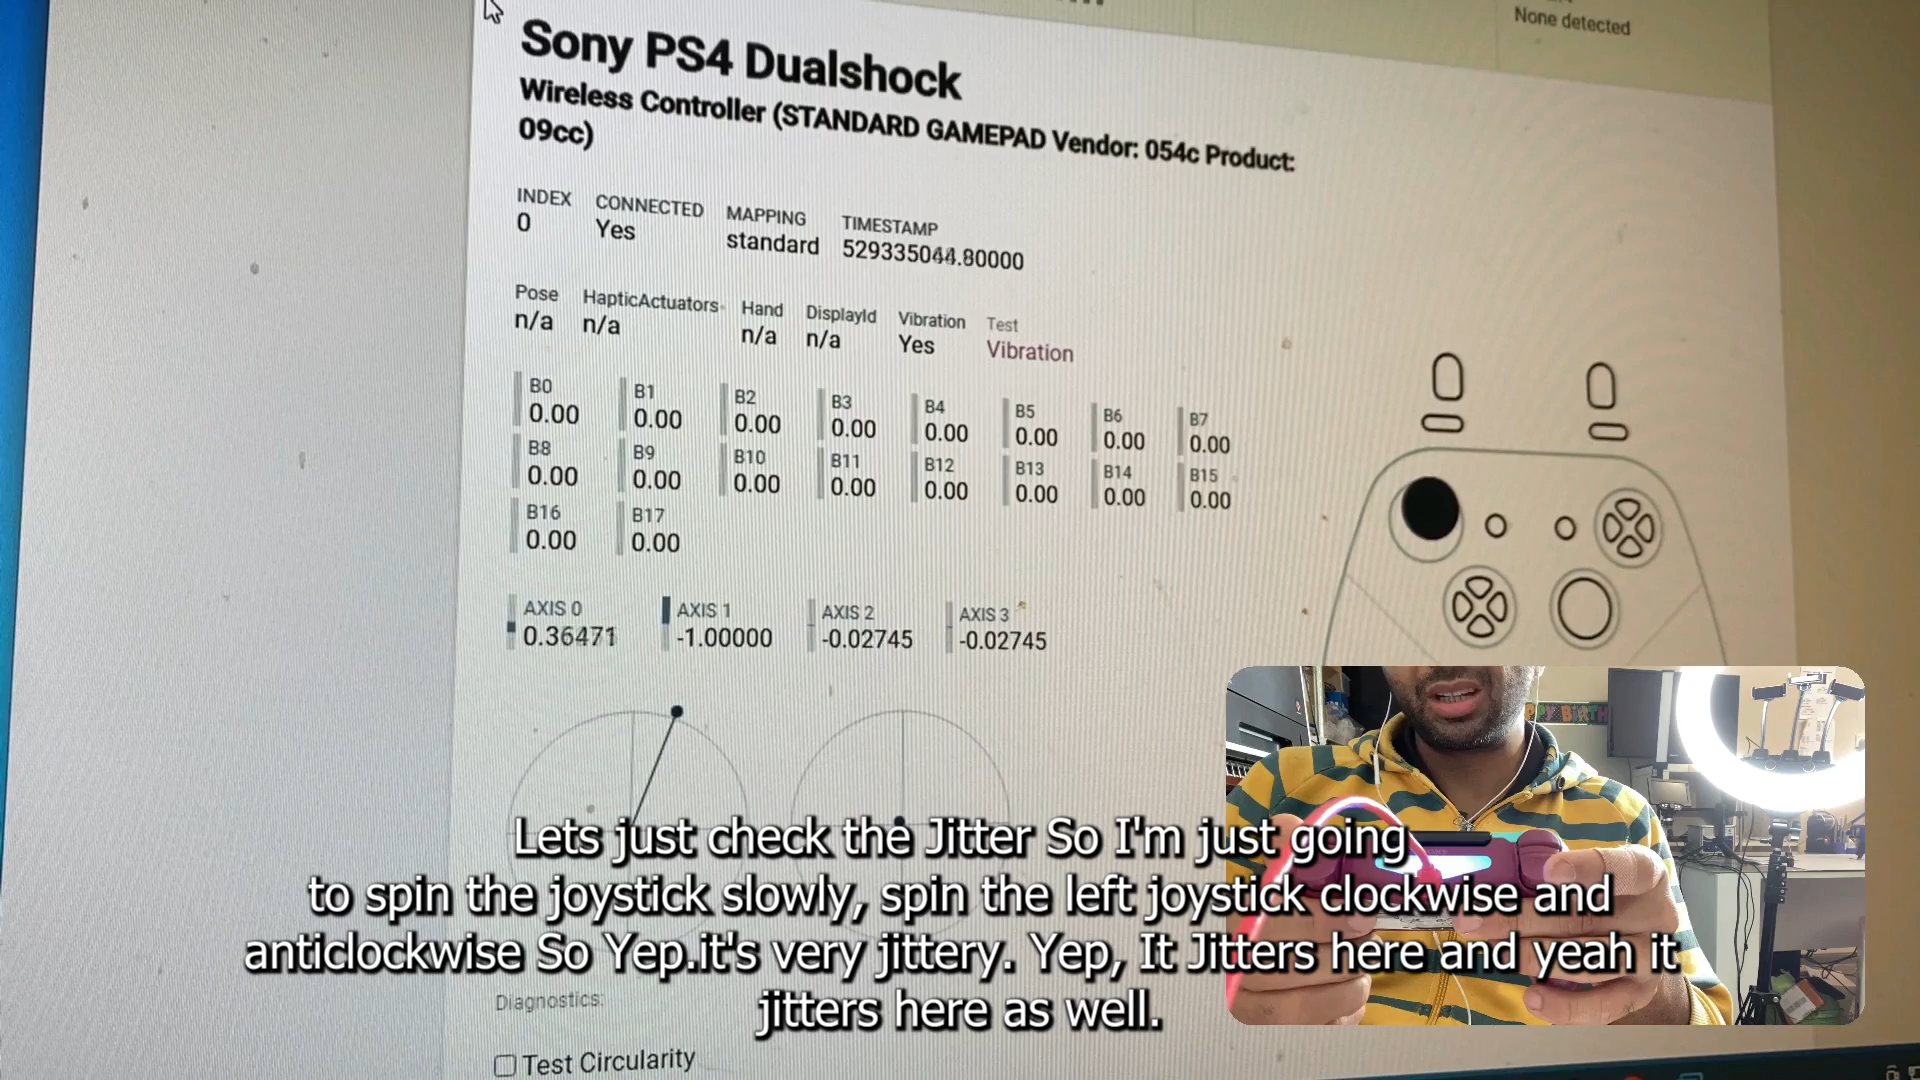 None detected
Sony PS4 Dualshock
Wireless Controller (STANDARD GAMEPAD Vendor: 054c Product:
09cc)
INDEX CONNECTED MAPPING TIMESTAMP
0 Yes standard 529335044.80000
Pose HapticActuators Hand DisplayId Vibration Test
n/a n/a n/a n/a Yes Vibration
B0 B1 B2 B3 B4 B5 B6 B7
0.00 0.00 0.00 0.00 0.00 0.00 0.00 0.00
B8 B9 B10 B11 B12 B13 B14 B15
0.00 0.00 0.00 0.00 0.00 0.00 0.00 0.00
B16 B17
0.00 0.00
AXIS 0 AXIS 1 AXIS 2 AXIS 3
0.36471 -1.00000 -0.02745 -0.02745
Lets just check the Jitter So I'm just going
to spin the joystick slowly, spin the left joystick clockwise and
anticlockwise So Yep.it's very jittery. Yep, It Jitters here and yeah it
jitters here as well.
Diagnostics:
Test Circularity